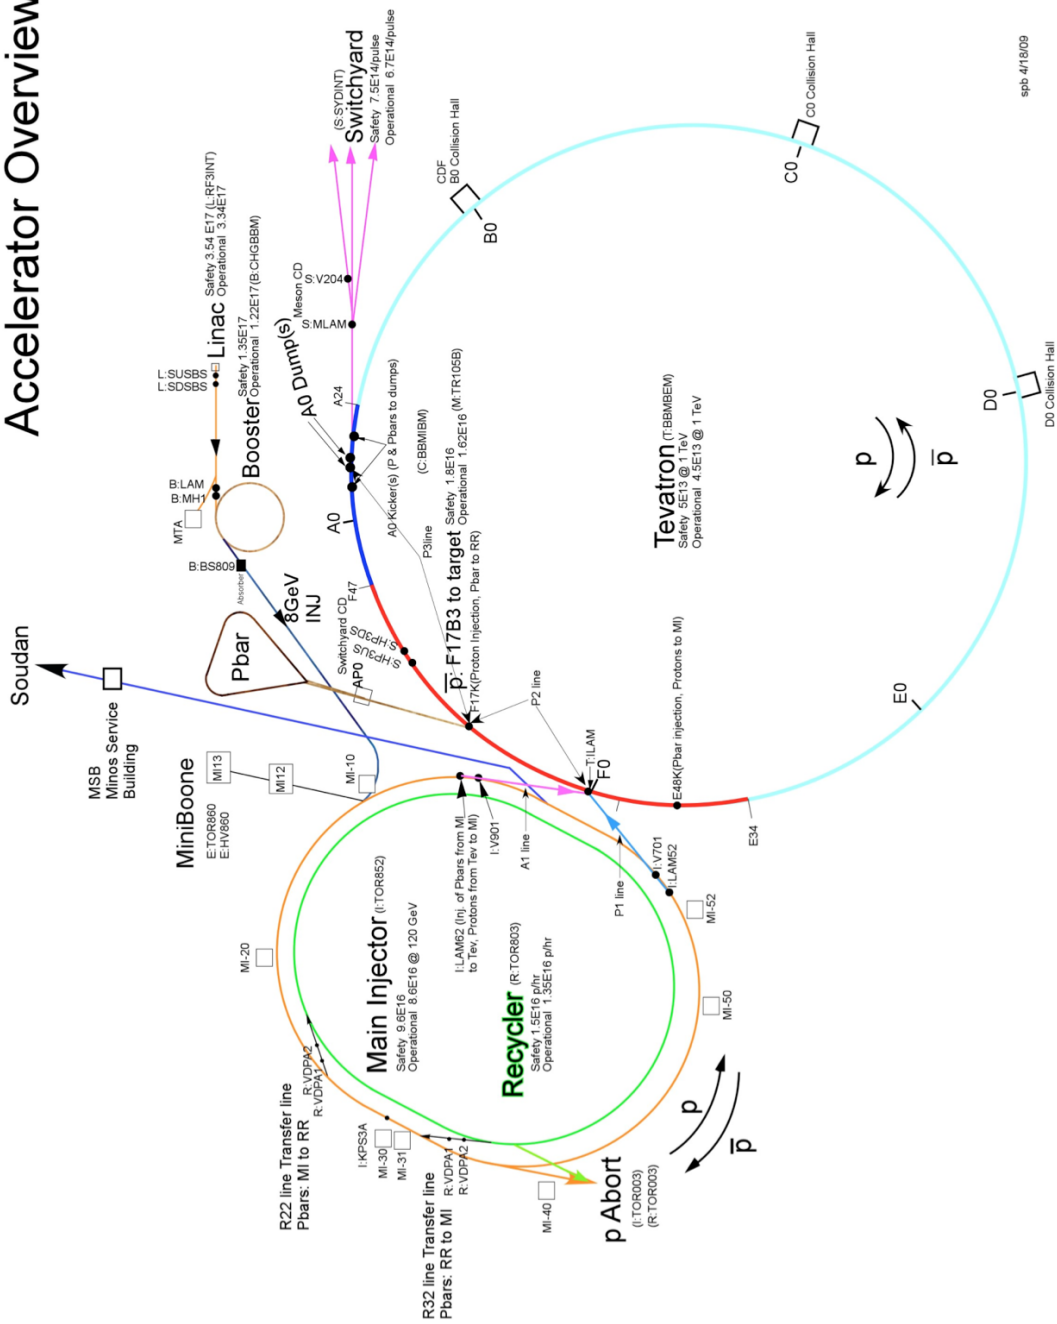 Accelerator Overview
Soudan
MSB
Minos Service
Building
MiniBoone
E:TOR860
E:HV860
MI13
MI12
MI-10
Pbar
8GeV
INJ
Absorber
B:BS809
MTA
B:LAM
B:MH1
L:SUSBS
L:SDSBS
Linac
Safety 3.54 E17 (L:RF3INT)
Operational 3.34E17
Booster
Safety 1.35E17
Operational 1.22E17(B:CHGBBM)
(S:SYDINT)
Switchyard
Safety 7.5E14/pulse
Operational 6.7E14/pulse
S:V204
Meson CD
S:MLAM
A0 Dump(s)
A24
A0 Kicker(s) (P & Pbars to dumps)
(C:BBMIBM)
A0
P3line
F47
Switchyard CD
AP0
S:HP3DS
S:HP3US
p: F17B3 to target
Safety 1.8E16
Operational 1.62E16 (M:TR105B)
F17K(Proton Injection, Pbar to RR)
P2 line
T:ILAM
F0
E48K(Pbar injection, Protons to MI)
E34
E0
CDF
B0 Collision Hall
B0
C0 Collision Hall
C0
D0
D0 Collision Hall
Tevatron (T:BBMBEM)
Safety 5E13 @ 1 TeV
Operational 4.5E13 @ 1 TeV
p
p
spb 4/18/09
MI-20
Main Injector (I:TOR852)
Safety 9.6E16
Operational 8.6E16 @ 120 GeV
I:LAM62 (Inj. of Pbars from MI
to Tev, Protons from Tev to MI)
I:V901
A1 line
P1 line
I:V701
I:LAM52
MI-52
MI-50
Recycler (R:TOR803)
Safety 1.5E16 p/hr
Operational 1.35E16 p/hr
R22 line Transfer line
Pbars: MI to RR
R:VDPA2
R:VDPA1
I:KPS3A
MI-30
MI-31
R32 line Transfer line
Pbars: RR to MI
R:VDPA1
R:VDPA2
MI-40
p Abort
(I:TOR003)
(R:TOR003)
p
p